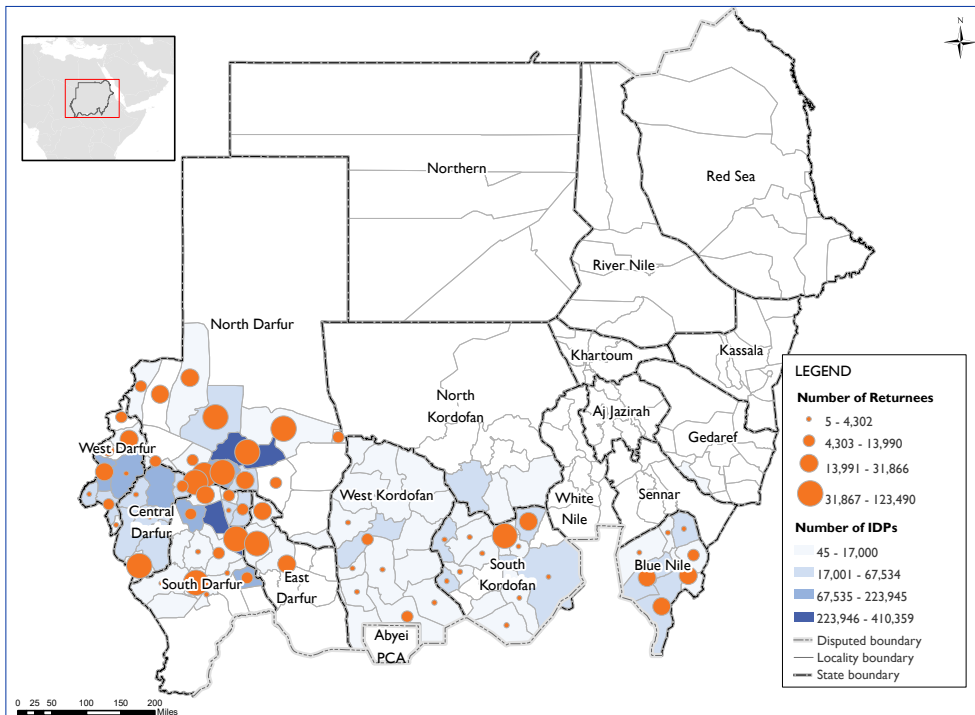 N
Northern
Red Sea
River Nile
North Darfur
Khartoum
Kassala
North
Kordofan
Aj Jazirah
Gedaref
West Darfur
West Kordofan
White
Nile
Sennar
Central
Darfur
South
Kordofan
Blue Nile
South Darfur
East
Darfur
Abyei
PCA
LEGEND
Number of Returnees
5 - 4,302
4,303 - 13,990
13,991 - 31,866
31,867 - 123,490
Number of IDPs
45 - 17,000
17,001 - 67,534
67,535 - 223,945
223,946 - 410,359
Disputed boundary
Locality boundary
State boundary
0 25 50 100 150 200
Miles